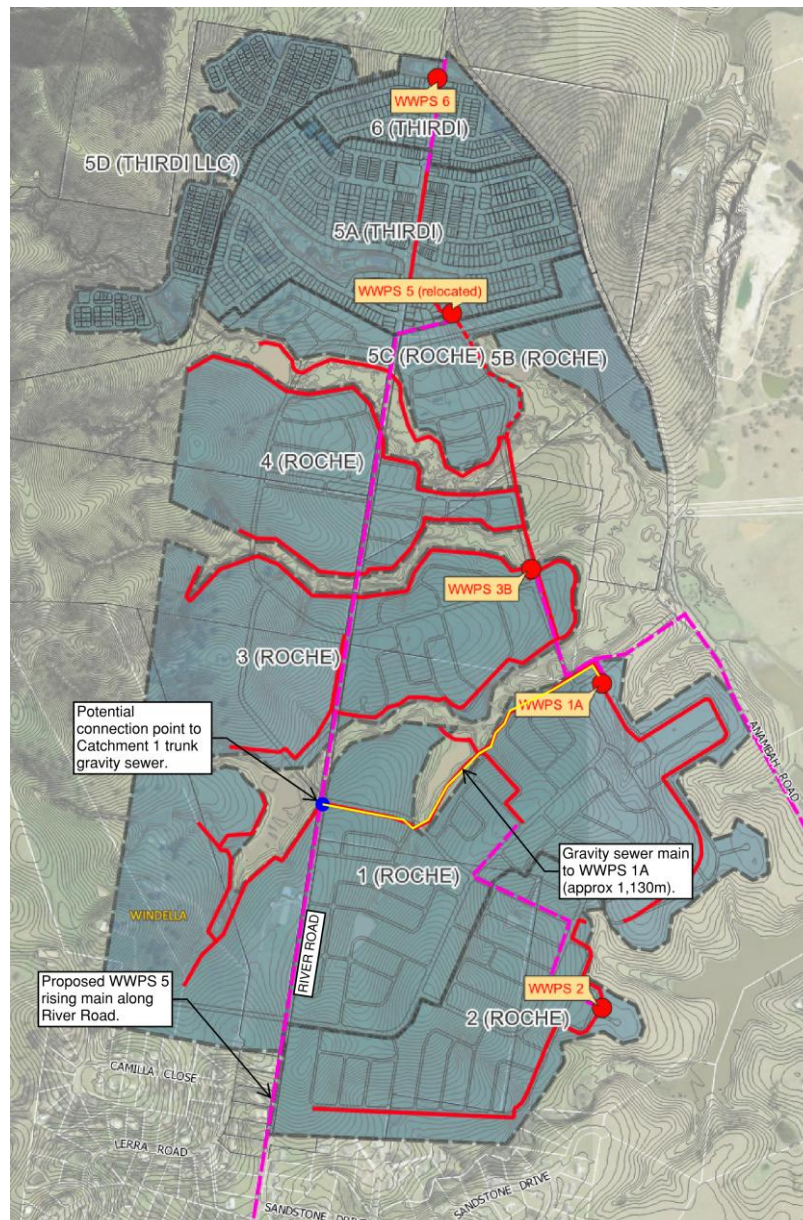 WWPS 6
6 (THIRDI)
5D (THIRDI LLC)
5A (THIRDI)
WWPS 5 (relocated)
5C (ROCHE)
5B (ROCHE)
4 (ROCHE)
WWPS 3B
3 (ROCHE)
WWPS 1A
Potential
connection point to
Catchment 1 trunk
gravity sewer.
ANAMBAH ROAD
Gravity sewer main
to WWPS 1A
(approx 1,130m).
1 (ROCHE)
WINDELLA
RIVER ROAD
Proposed WWPS 5
rising main along
River Road.
WWPS 2
2 (ROCHE)
CAMILLA CLOSE
LERRA ROAD
SANDSTONE DRIVE
SANDSTONE DRIVE